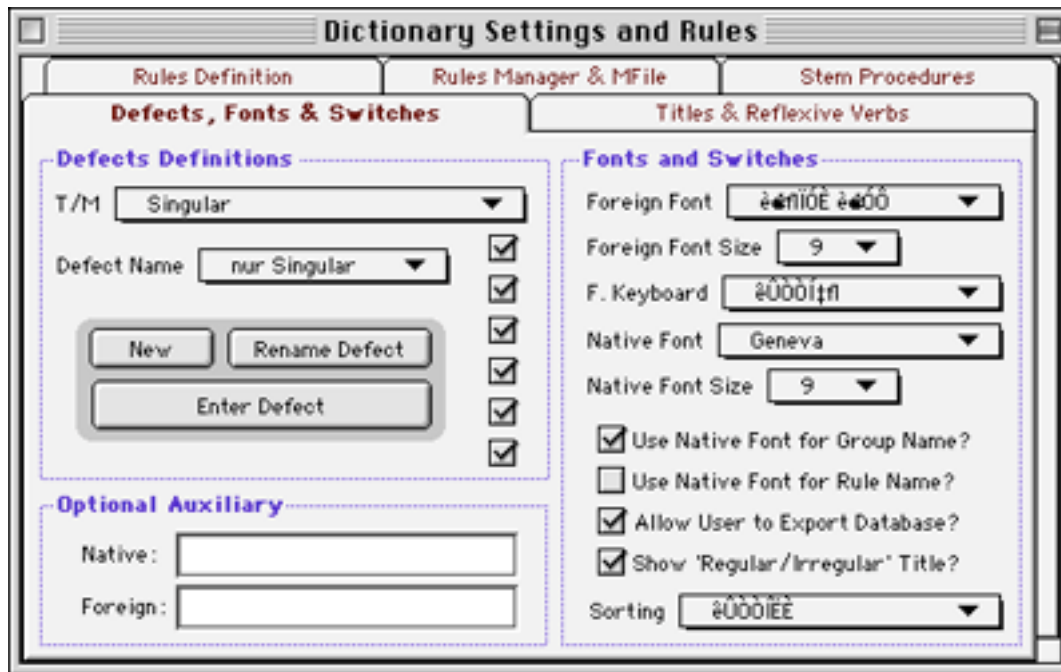 Dictionary Settings and Rules
Rules Definition
Rules Manager & MFile
Stem Procedures
Defects, Fonts & Switches
Titles & Reflexive Verbs
Defects Definitions
T/M Singular
Defect Name nur Singular
New
Rename Defect
Enter Defect
Optional Auxiliary
Native:
Foreign:
Fonts and Switches
Foreign Font
Foreign Font Size 9
F. Keyboard
Native Font Geneva
Native Font Size 9
Use Native Font for Group Name?
Use Native Font for Rule Name?
Allow User to Export Database?
Show 'Regular/Irregular' Title?
Sorting